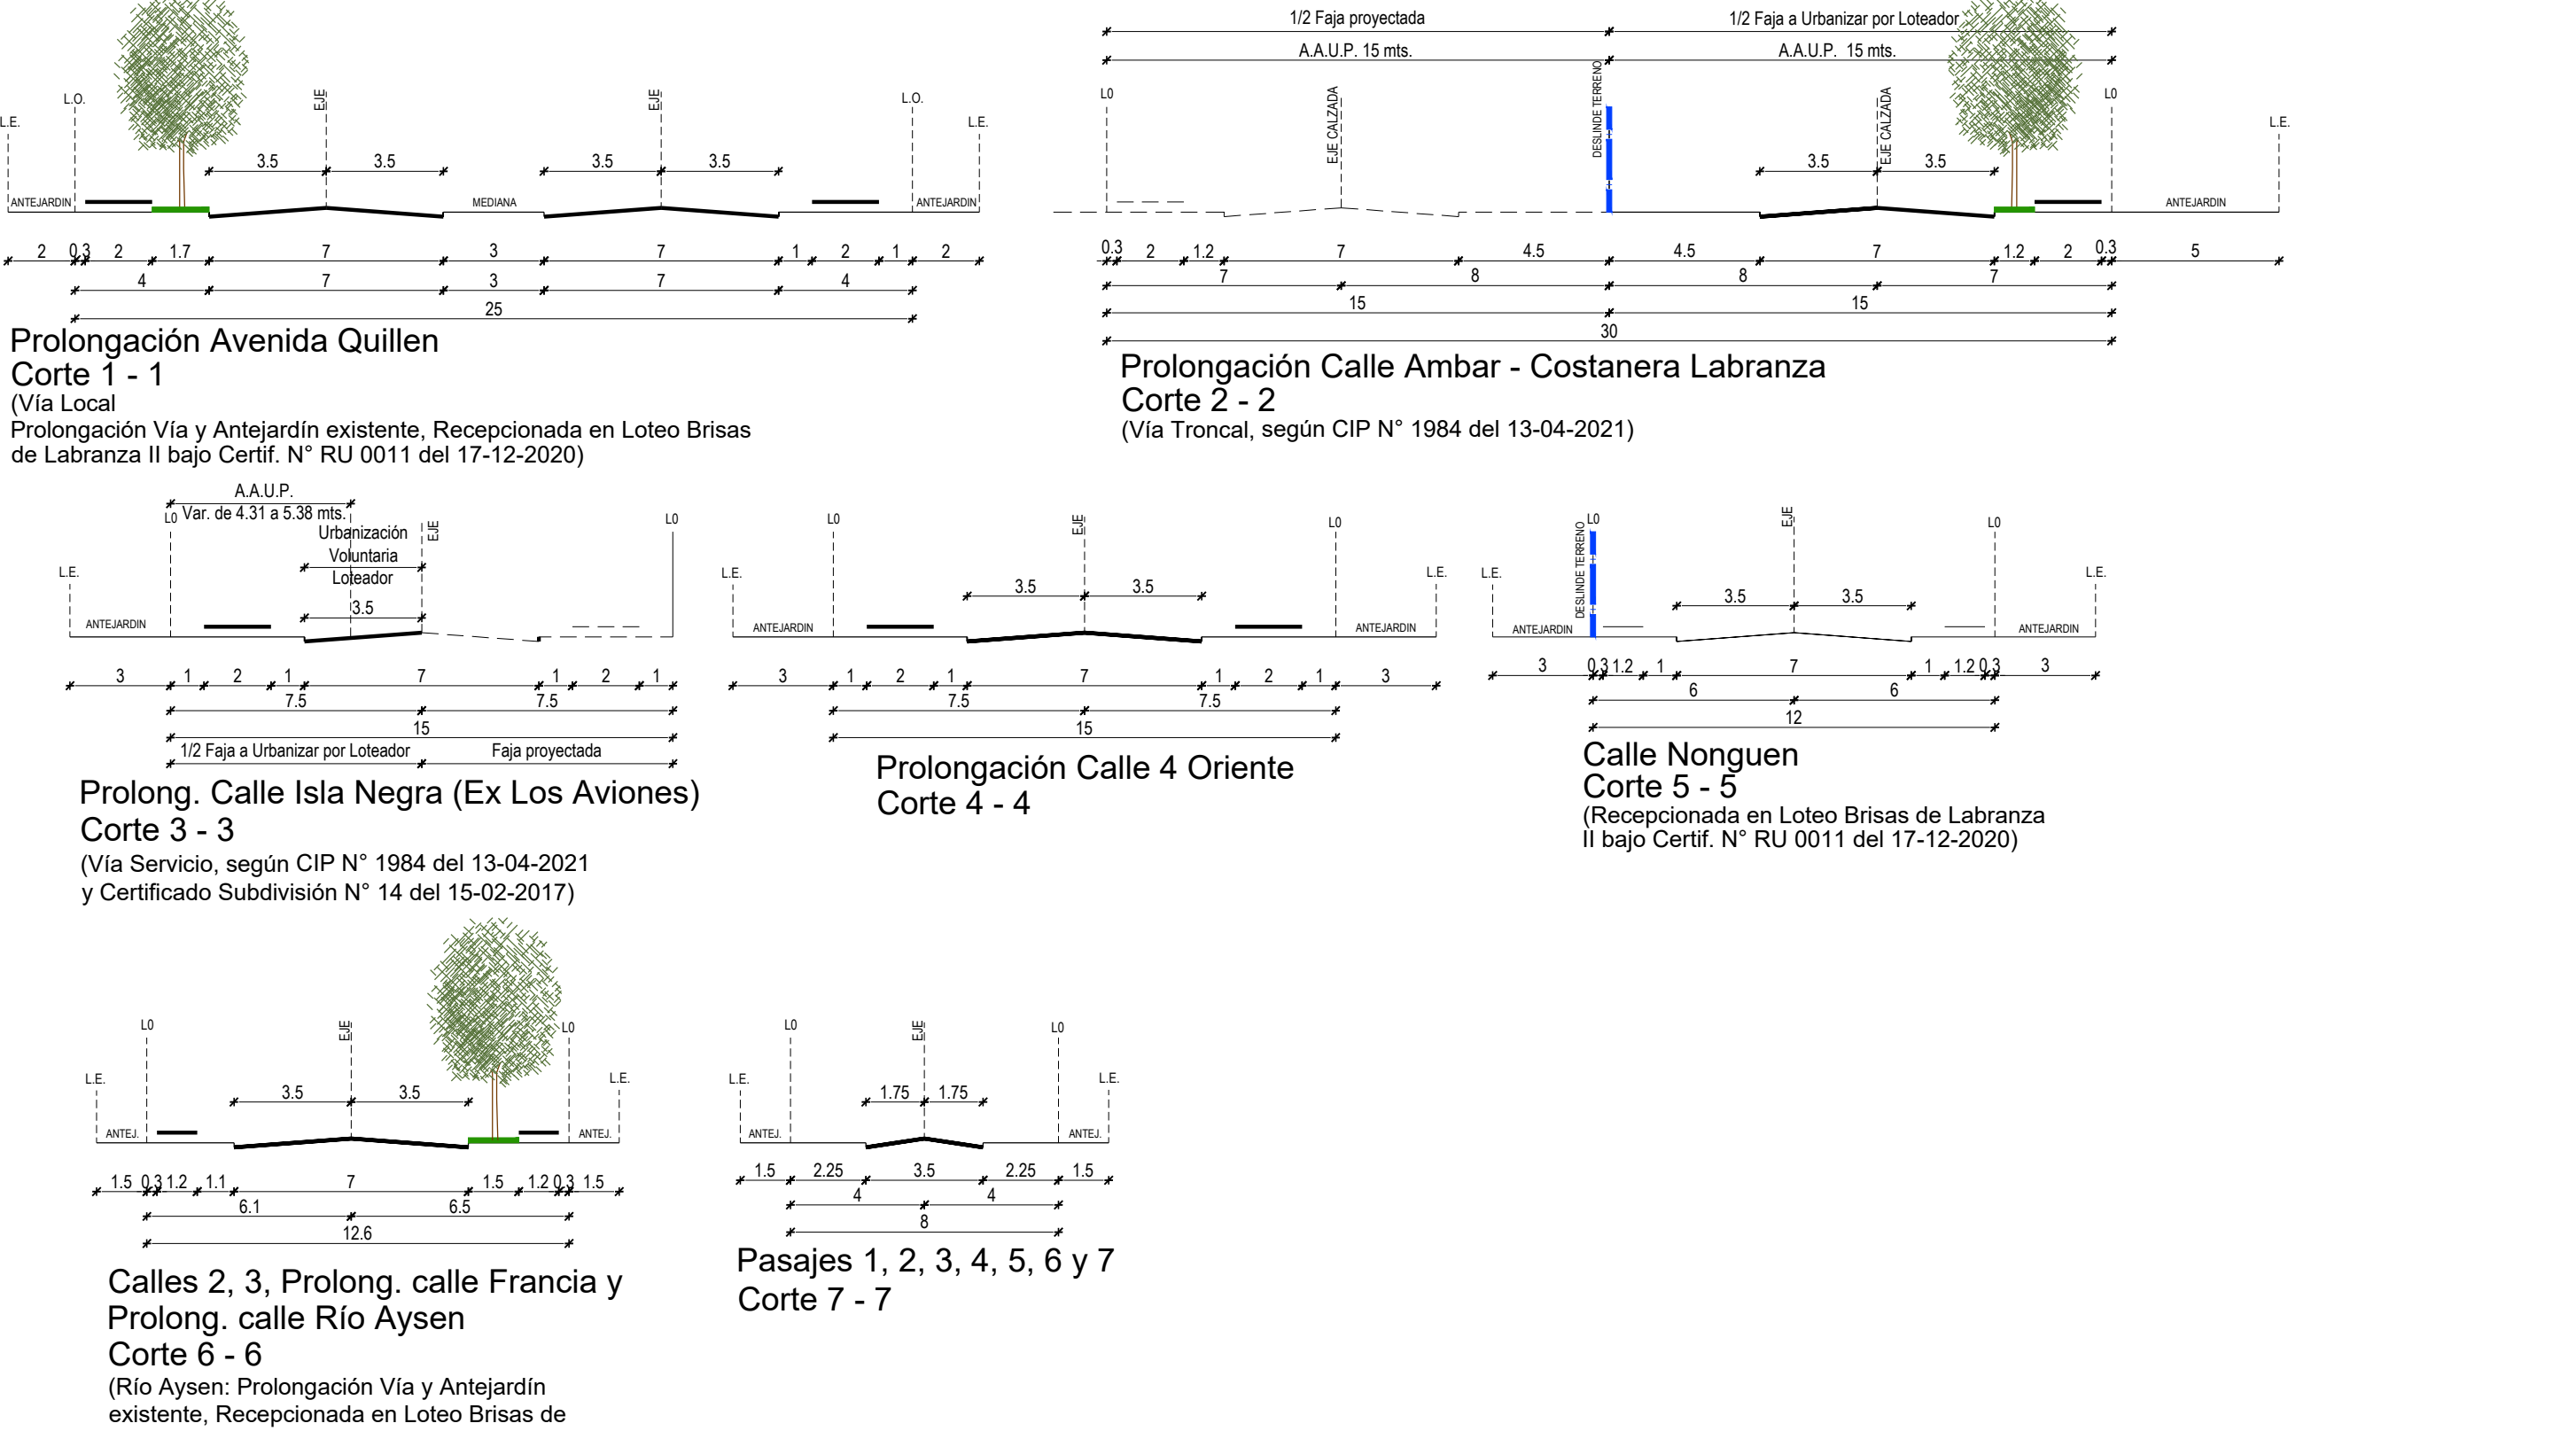 L.E.
L.O.
EJE
EJE
L.O.
L.E.
3.5
3.5
3.5
3.5
ANTEJARDIN
MEDIANA
ANTEJARDIN
2 0.3 2 1.7 7 3 7 1 2 1 2
4 7 3 7 4
25
Prolongación Avenida Quillen
Corte 1 - 1
(Vía Local
Prolongación Vía y Antejardín existente, Recepcionada en Loteo Brisas
de Labranza II bajo Certif. N° RU 0011 del 17-12-2020)
1/2 Faja proyectada
1/2 Faja a Urbanizar por Loteador
A.A.U.P. 15 mts.
A.A.U.P. 15 mts.
L0
EJE CALZADA
DESLINDE TERRENO
EJE CALZADA
L0
L.E.
3.5
3.5
ANTEJARDIN
0.3 2 1.2 7 4.5 4.5 7 1.2 2 0.3 5
7 8 8 7
15 15
30
Prolongación Calle Ambar - Costanera Labranza
Corte 2 - 2
(Vía Troncal, según CIP N° 1984 del 13-04-2021)
A.A.U.P.
Var. de 4.31 a 5.38 mts.
L0
Urbanización
Voluntaria
Loteador
EJE
L0
L.E.
3.5
ANTEJARDIN
3 1 2 1 7 1 2 1
7.5 7.5
15
1/2 Faja a Urbanizar por Loteador
Faja proyectada
Prolong. Calle Isla Negra (Ex Los Aviones)
Corte 3 - 3
(Vía Servicio, según CIP N° 1984 del 13-04-2021
y Certificado Subdivisión N° 14 del 15-02-2017)
L.E.
L0
EJE
L0
L.E.
3.5
3.5
ANTEJARDIN
ANTEJARDIN
3 1 2 1 7 1 2 1 3
7.5 7.5
15
Prolongación Calle 4 Oriente
Corte 4 - 4
L.E.
L0
DESLINDE TERRENO
EJE
L0
L.E.
3.5
3.5
ANTEJARDIN
ANTEJARDIN
3 0.3 1.2 1 7 1 1.2 0.3 3
6 6
12
Calle Nonguen
Corte 5 - 5
(Recepcionada en Loteo Brisas de Labranza
II bajo Certif. N° RU 0011 del 17-12-2020)
L.E.
L0
EJE
L0
L.E.
3.5
3.5
ANTEJ.
ANTEJ.
1.5 0.3 1.2 1.1 7 1.5 1.2 0.3 1.5
6.1 6.5
12.6
Calles 2, 3, Prolong. calle Francia y
Prolong. calle Río Aysen
Corte 6 - 6
(Río Aysen: Prolongación Vía y Antejardín
existente, Recepcionada en Loteo Brisas de
L.E.
L0
EJE
L0
L.E.
1.75
1.75
ANTEJ.
ANTEJ.
1.5 2.25 3.5 2.25 1.5
4 4
8
Pasajes 1, 2, 3, 4, 5, 6 y 7
Corte 7 - 7